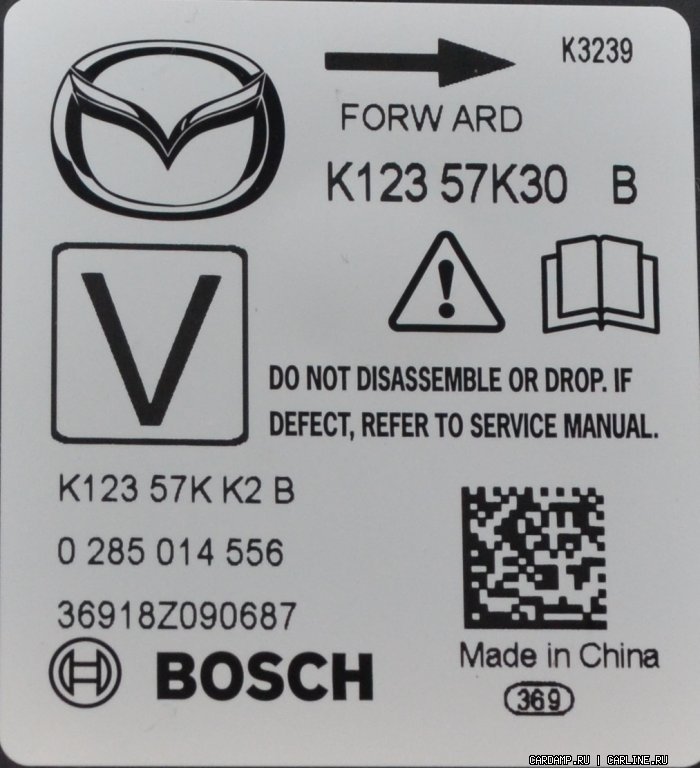 K3239
FORWARD
K123 57K30 B
V
DO NOT DISASSEMBLE OR DROP. IF
DEFECT, REFER TO SERVICE MANUAL.
K123 57K K2 B
0 285 014 556
36918Z090687
BOSCH
Made in China
369
CARDAMP.RU | CARLINE.RU